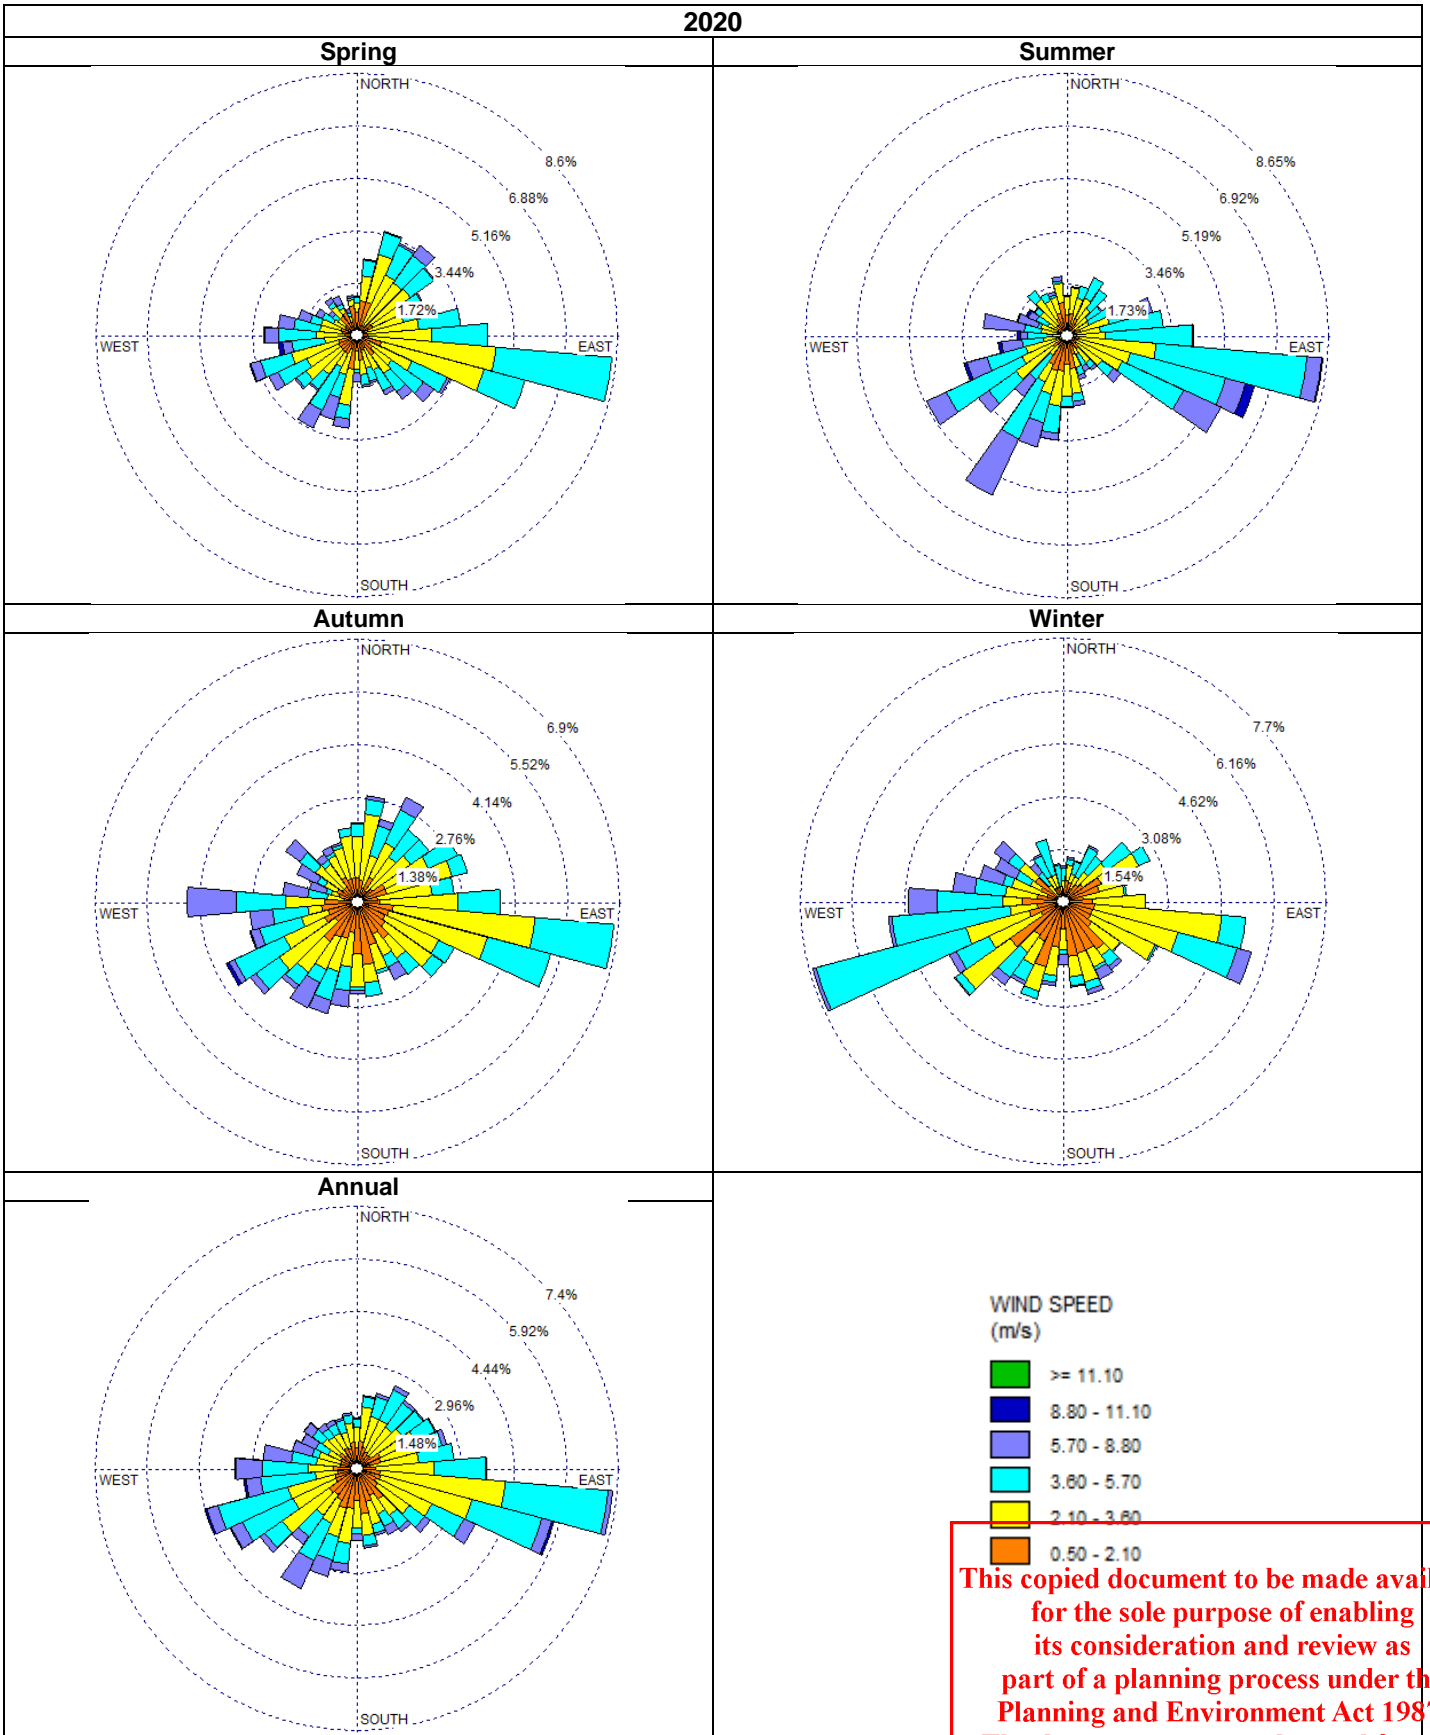 2020
Spring
Summer
NORTH
8.6%
6.88%
5.16%
3.44%
1.72%
WEST
EAST
SOUTH
NORTH
8.65%
6.92%
5.19%
3.46%
1.73%
WEST
EAST
SOUTH
Autumn
Winter
NORTH
6.9%
5.52%
4.14%
2.76%
1.38%
WEST
EAST
SOUTH
NORTH
7.7%
6.16%
4.62%
3.08%
1.54%
WEST
EAST
SOUTH
Annual
NORTH
7.4%
5.92%
4.44%
2.96%
1.48%
WEST
EAST
SOUTH
WIND SPEED
(m/s)
>= 11.10
8.80 - 11.10
5.70 - 8.80
3.60 - 5.70
2.10 - 3.60
0.50 - 2.10
This copied document to be made avai
for the sole purpose of enabling
its consideration and review as
part of a planning process under th
Planning and Environment Act 198